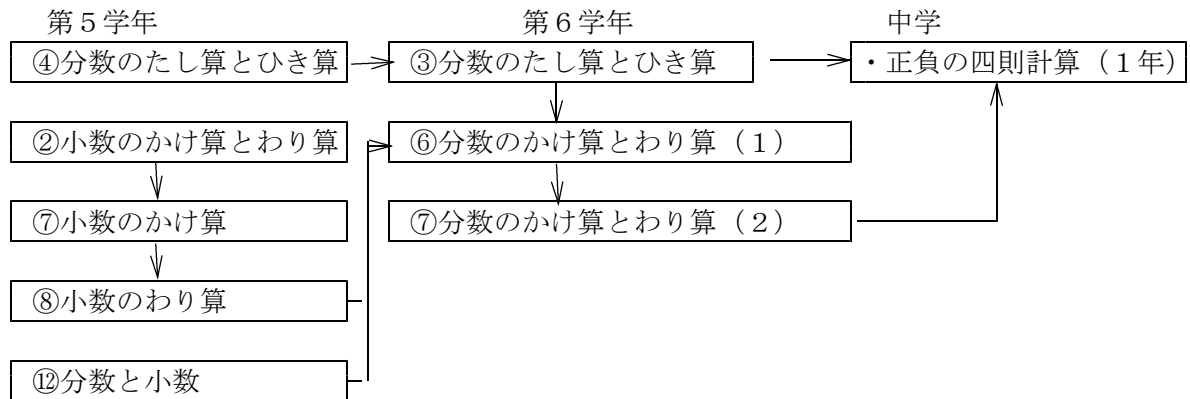 第５学年　第６学年　中学
④分数のたし算とひき算　③分数のたし算とひき算　・正負の四則計算（１年）
②小数のかけ算とわり算　⑥分数のかけ算とわり算（１）
⑦小数のかけ算　⑦分数のかけ算とわり算（２）
⑧小数のわり算
⑫分数と小数